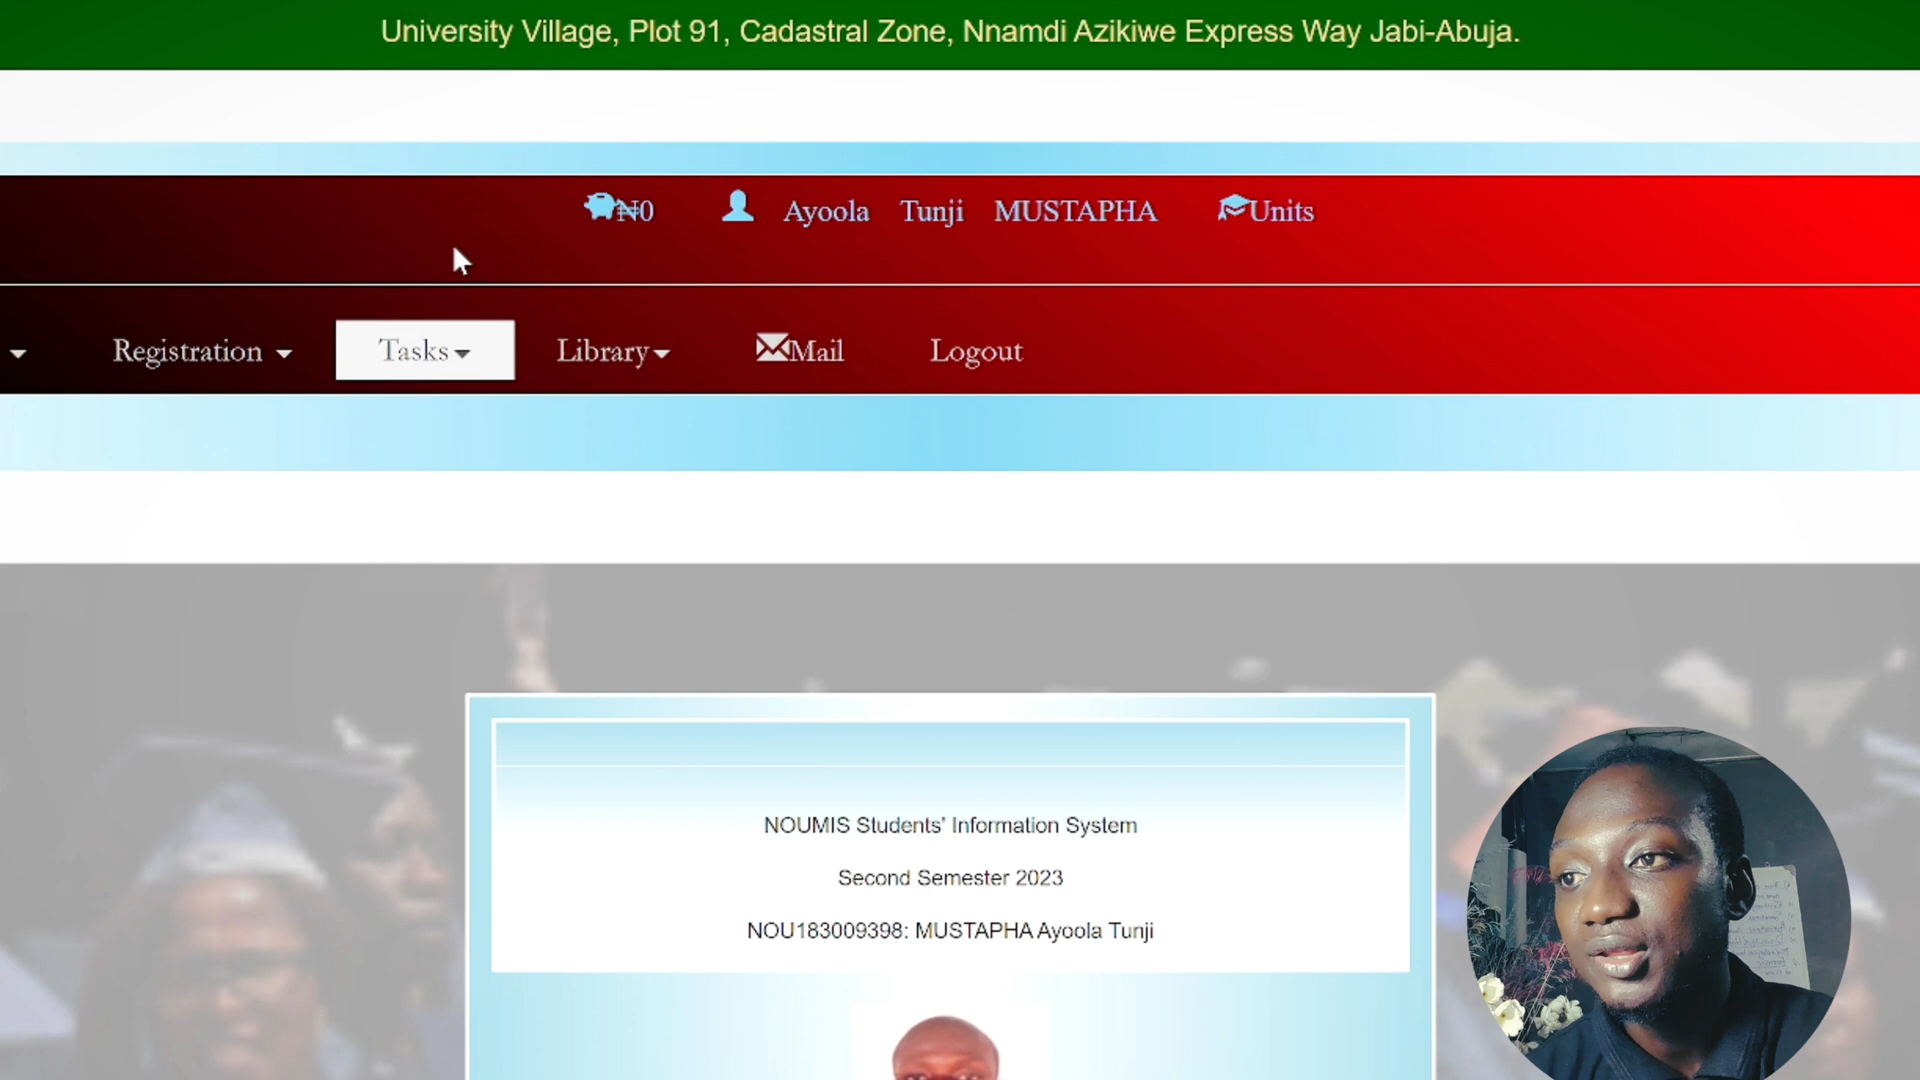 University Village, Plot 91, Cadastral Zone, Nnamdi Azikiwe Express Way Jabi-Abuja.
₦0 Ayoola Tunji MUSTAPHA Units
Registration Tasks Library Mail Logout
NOUMIS Students' Information System
Second Semester 2023
NOU183009398: MUSTAPHA Ayoola Tunji